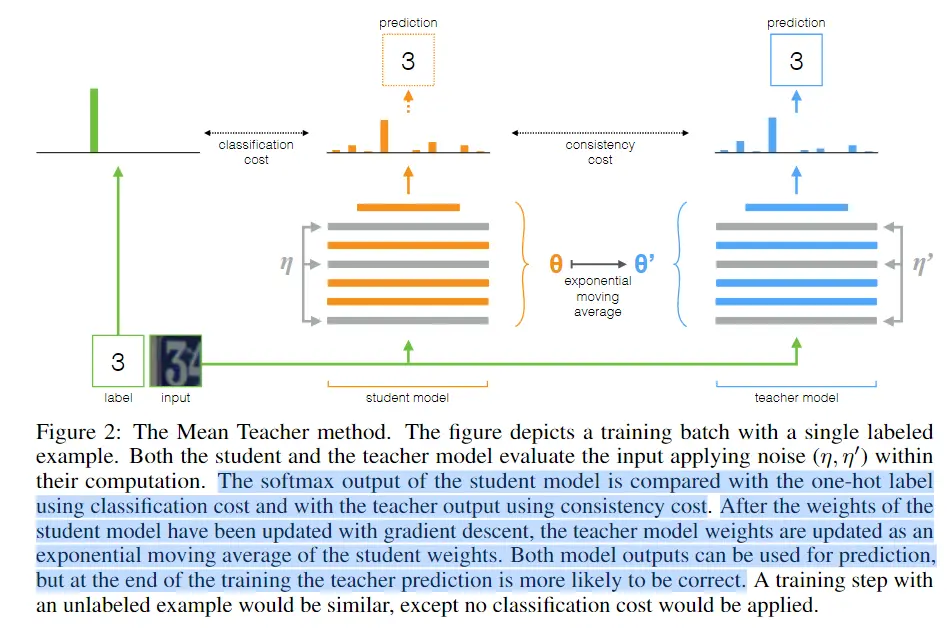 prediction
prediction
3
3
classification
cost
consistency
cost
η
θ
θ’
η’
exponential
moving
average
3
34
label
input
student model
teacher model
Figure 2: The Mean Teacher method. The figure depicts a training batch with a single labeled
example. Both the student and the teacher model evaluate the input applying noise (η, η′) within
their computation. The softmax output of the student model is compared with the one-hot label
using classification cost and with the teacher output using consistency cost. After the weights of the
student model have been updated with gradient descent, the teacher model weights are updated as an
exponential moving average of the student weights. Both model outputs can be used for prediction,
but at the end of the training the teacher prediction is more likely to be correct. A training step with
an unlabeled example would be similar, except no classification cost would be applied.